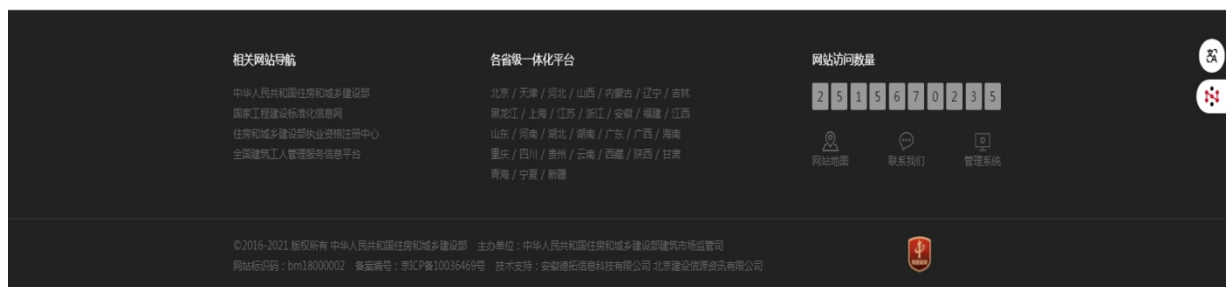 相关网站导航
中华人民共和国住房和城乡建设部
国家工程建设标准化信息网
住房和城乡建设部执业资格注册中心
全国建筑工人管理服务信息平台
各省级一体化平台
北京 / 天津 / 河北 / 山西 / 内蒙古 / 辽宁 / 吉林
黑龙江 / 上海 / 江苏 / 浙江 / 安徽 / 福建 / 江西
山东 / 河南 / 湖北 / 湖南 / 广东 / 广西 / 海南
重庆 / 四川 / 贵州 / 云南 / 西藏 / 陕西 / 甘肃
青海 / 宁夏 / 新疆
网站访问数量
2 5 1 5 6 7 0 2 3 5
网站地图 联系我们 管理系统
©2016-2021 版权所有 中华人民共和国住房和城乡建设部 主办单位：中华人民共和国住房和城乡建设部建筑市场监管司
网站标识码：bm18000002 备案编号：京ICP备10036469号 技术支持：安徽德拓信息科技有限公司 北京建设信源资讯有限公司